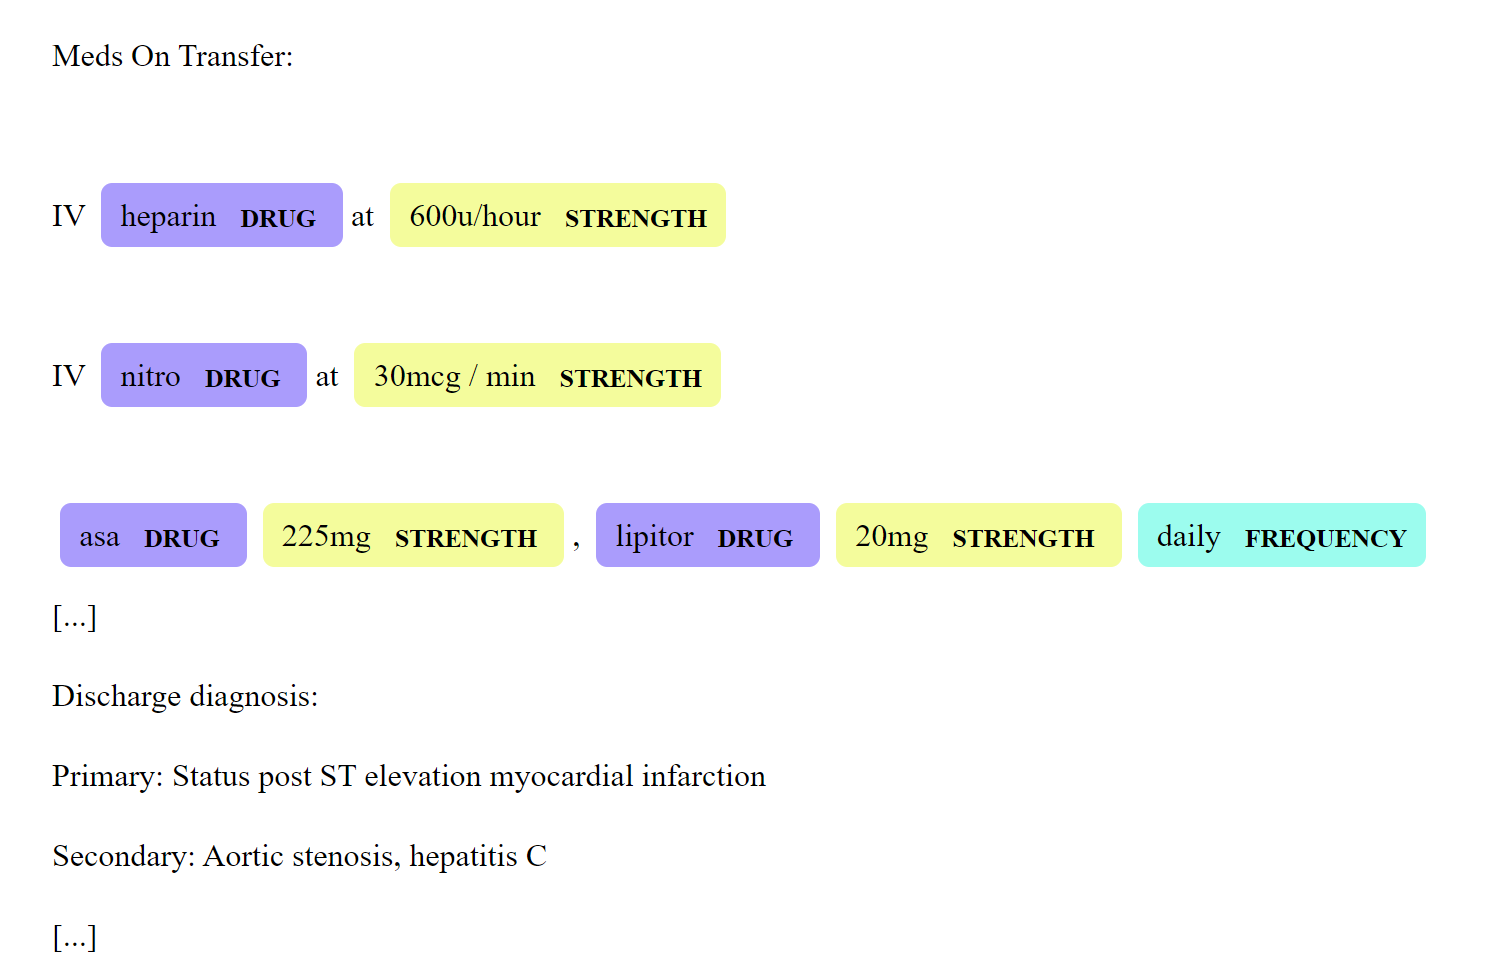 Meds On Transfer:
IV heparin DRUG at 600u/hour STRENGTH
IV nitro DRUG at 30mcg / min STRENGTH
asa DRUG 225mg STRENGTH , lipitor DRUG 20mg STRENGTH daily FREQUENCY
[...]
Discharge diagnosis:
Primary: Status post ST elevation myocardial infarction
Secondary: Aortic stenosis, hepatitis C
[...]